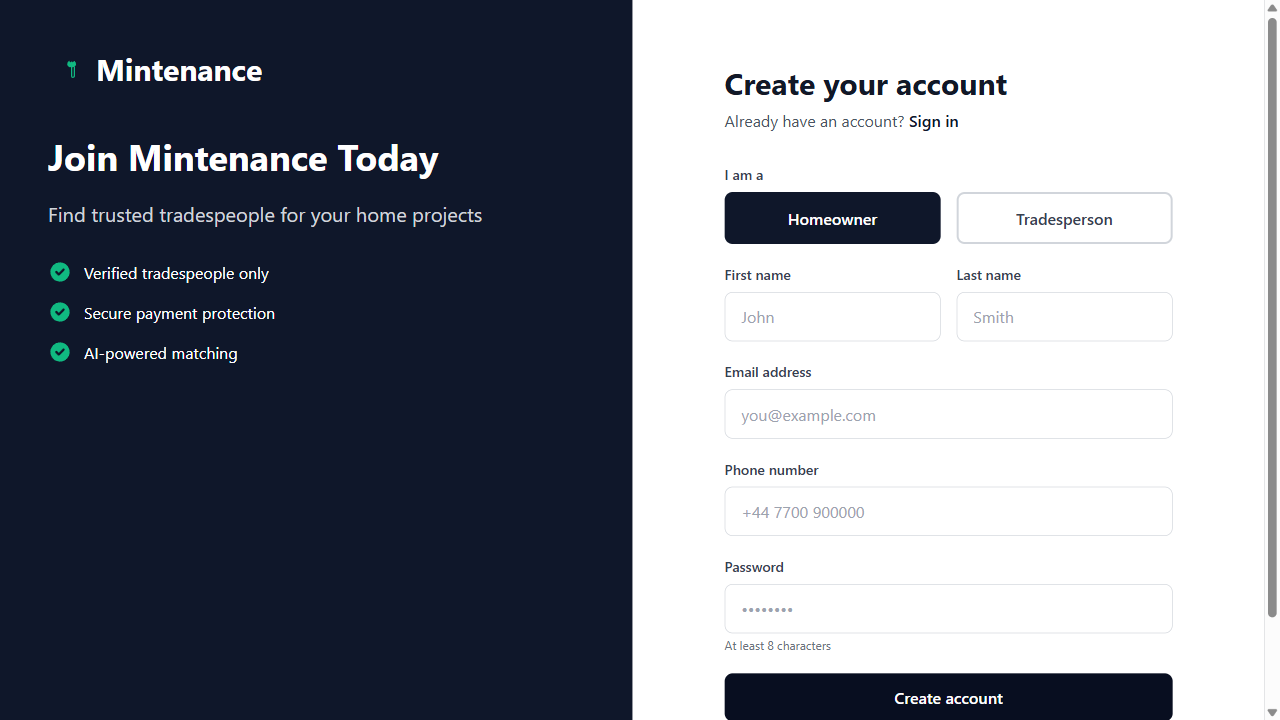 Mintenance
Join Mintenance Today
Find trusted tradespeople for your home projects
Verified tradespeople only
Secure payment protection
AI-powered matching
Create your account
Already have an account? Sign in
I am a
Homeowner
Tradesperson
First name
Last name
John
Smith
Email address
you@example.com
Phone number
+44 7700 900000
Password
••••••••
At least 8 characters
Create account